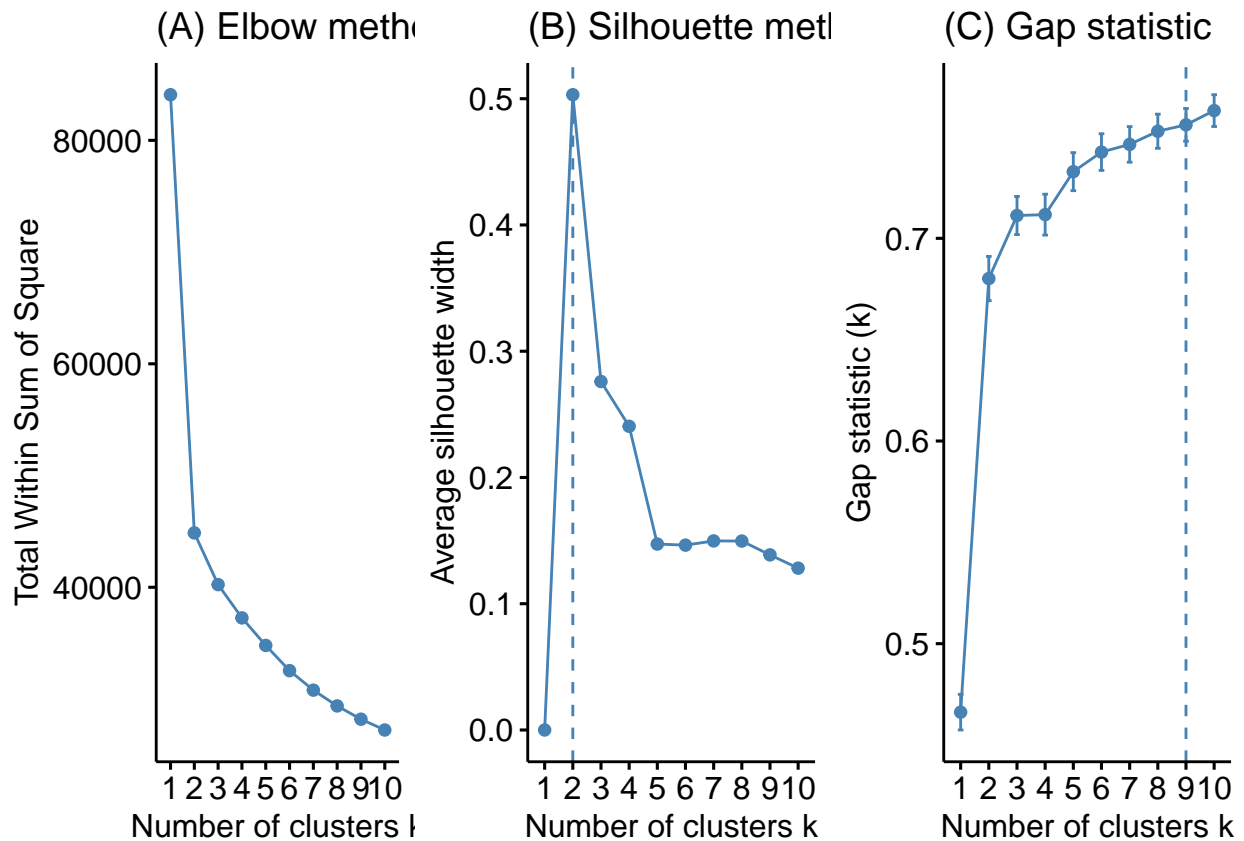 (A) Elbow meth
Total Within Sum of Square
80000
60000
40000
1 2 3 4 5 6 7 8 9 10
Number of clusters
(B) Silhouette met
Average silhouette width
0.5
0.4
0.3
0.2
0.1
0.0
1 2 3 4 5 6 7 8 9 10
Number of clusters k
(C) Gap statistic
Gap statistic (k)
0.7
0.6
0.5
1 2 3 4 5 6 7 8 9 10
Number of clusters k